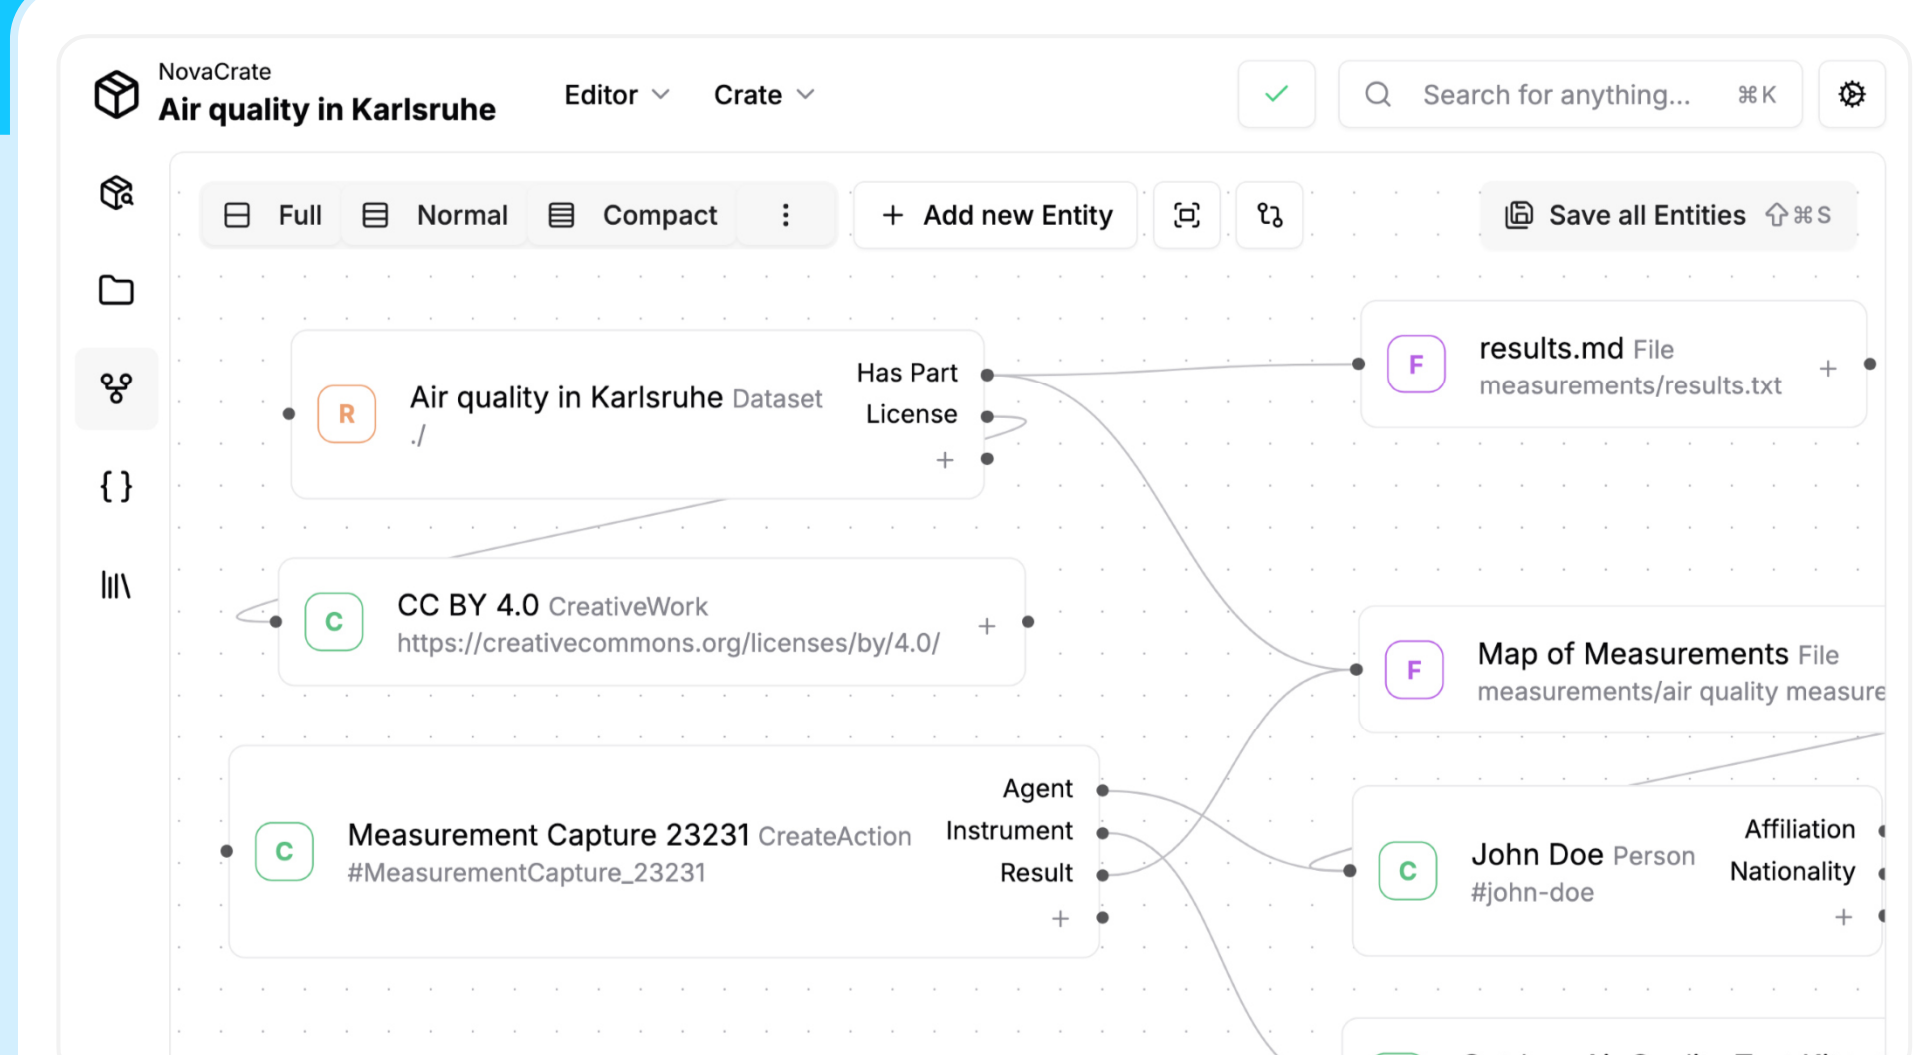 NovaCrate
Air quality in Karlsruhe
Editor
Crate
Search for anything...
⌘K
Full
Normal
Compact
Add new Entity
Save all Entities ⇧⌘S
R
Air quality in Karlsruhe Dataset
./
Has Part
License
+
F
results.md File
measurements/results.txt
+
C
CC BY 4.0 CreativeWork
https://creativecommons.org/licenses/by/4.0/
+
F
Map of Measurements File
measurements/air quality measure
C
Measurement Capture 23231 CreateAction
#MeasurementCapture_23231
Agent
Instrument
Result
+
C
John Doe Person
#john-doe
Affiliation
Nationality
+